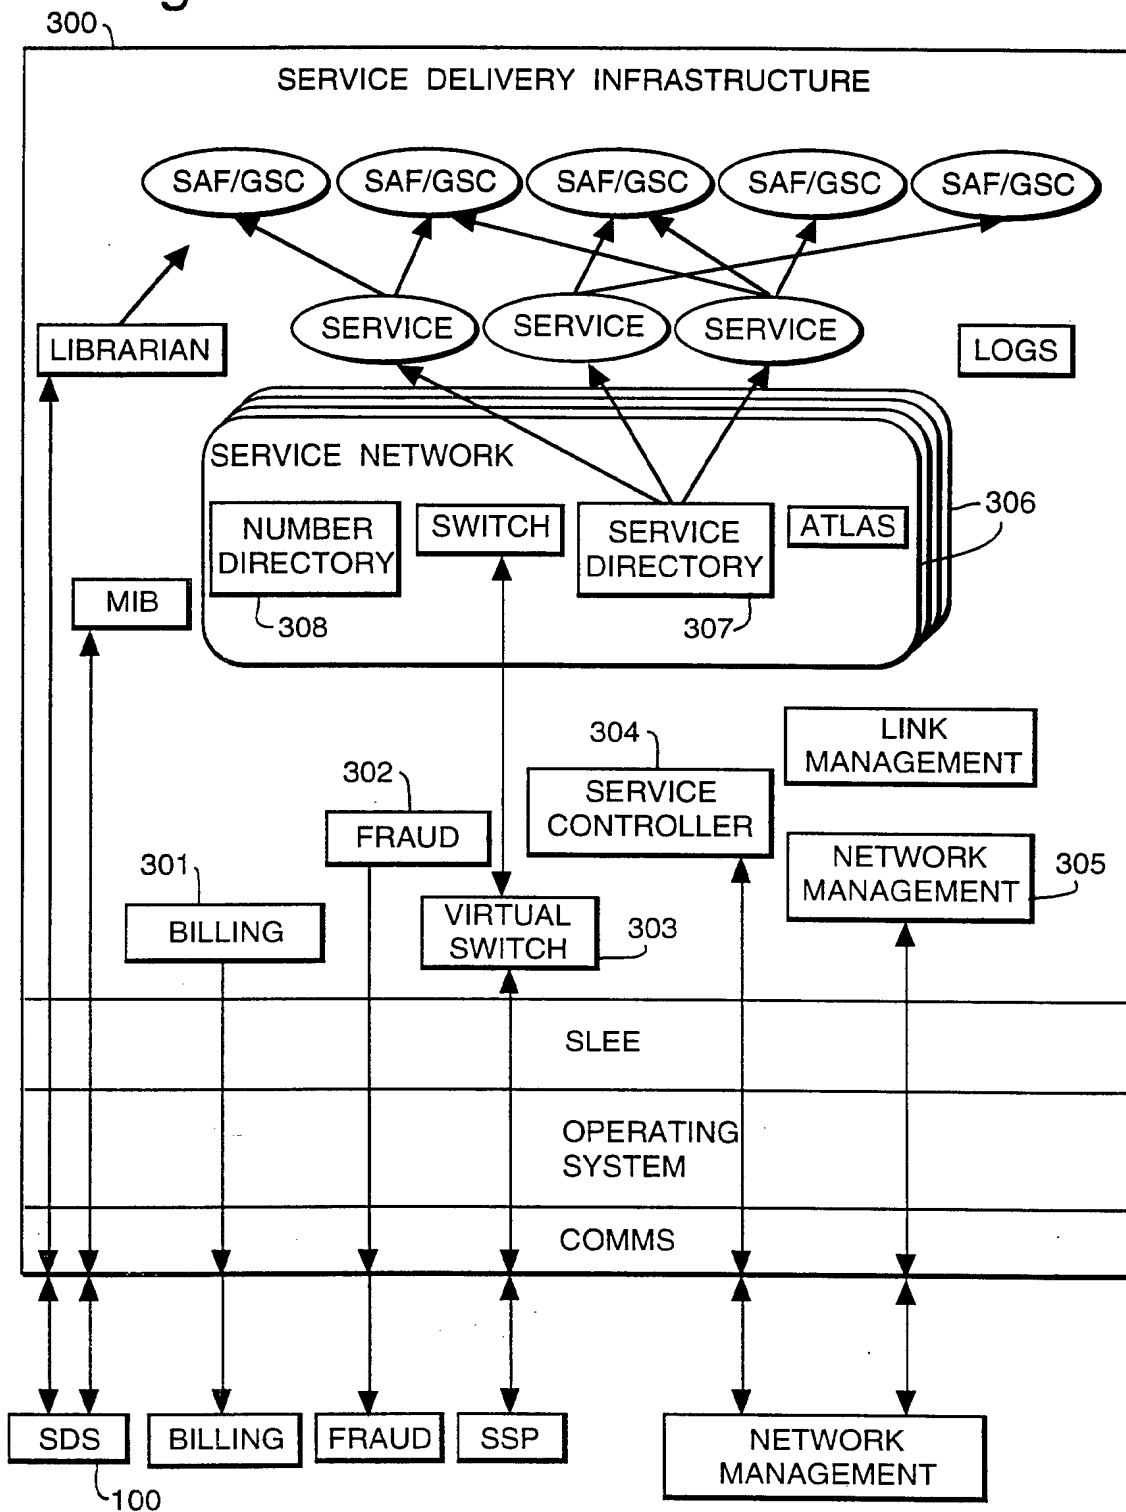 300
SERVICE DELIVERY INFRASTRUCTURE
SAF/GSC SAF/GSC SAF/GSC SAF/GSC SAF/GSC
SERVICE SERVICE SERVICE
LIBRARIAN
LOGS
SERVICE NETWORK
306
NUMBER
DIRECTORY
SWITCH
SERVICE
DIRECTORY
ATLAS
MIB
308
307
LINK
MANAGEMENT
304
302
SERVICE
CONTROLLER
FRAUD
NETWORK
MANAGEMENT
305
301
BILLING
VIRTUAL
SWITCH
303
SLEE
OPERATING
SYSTEM
COMMS
SDS
BILLING
FRAUD
SSP
NETWORK
MANAGEMENT
100